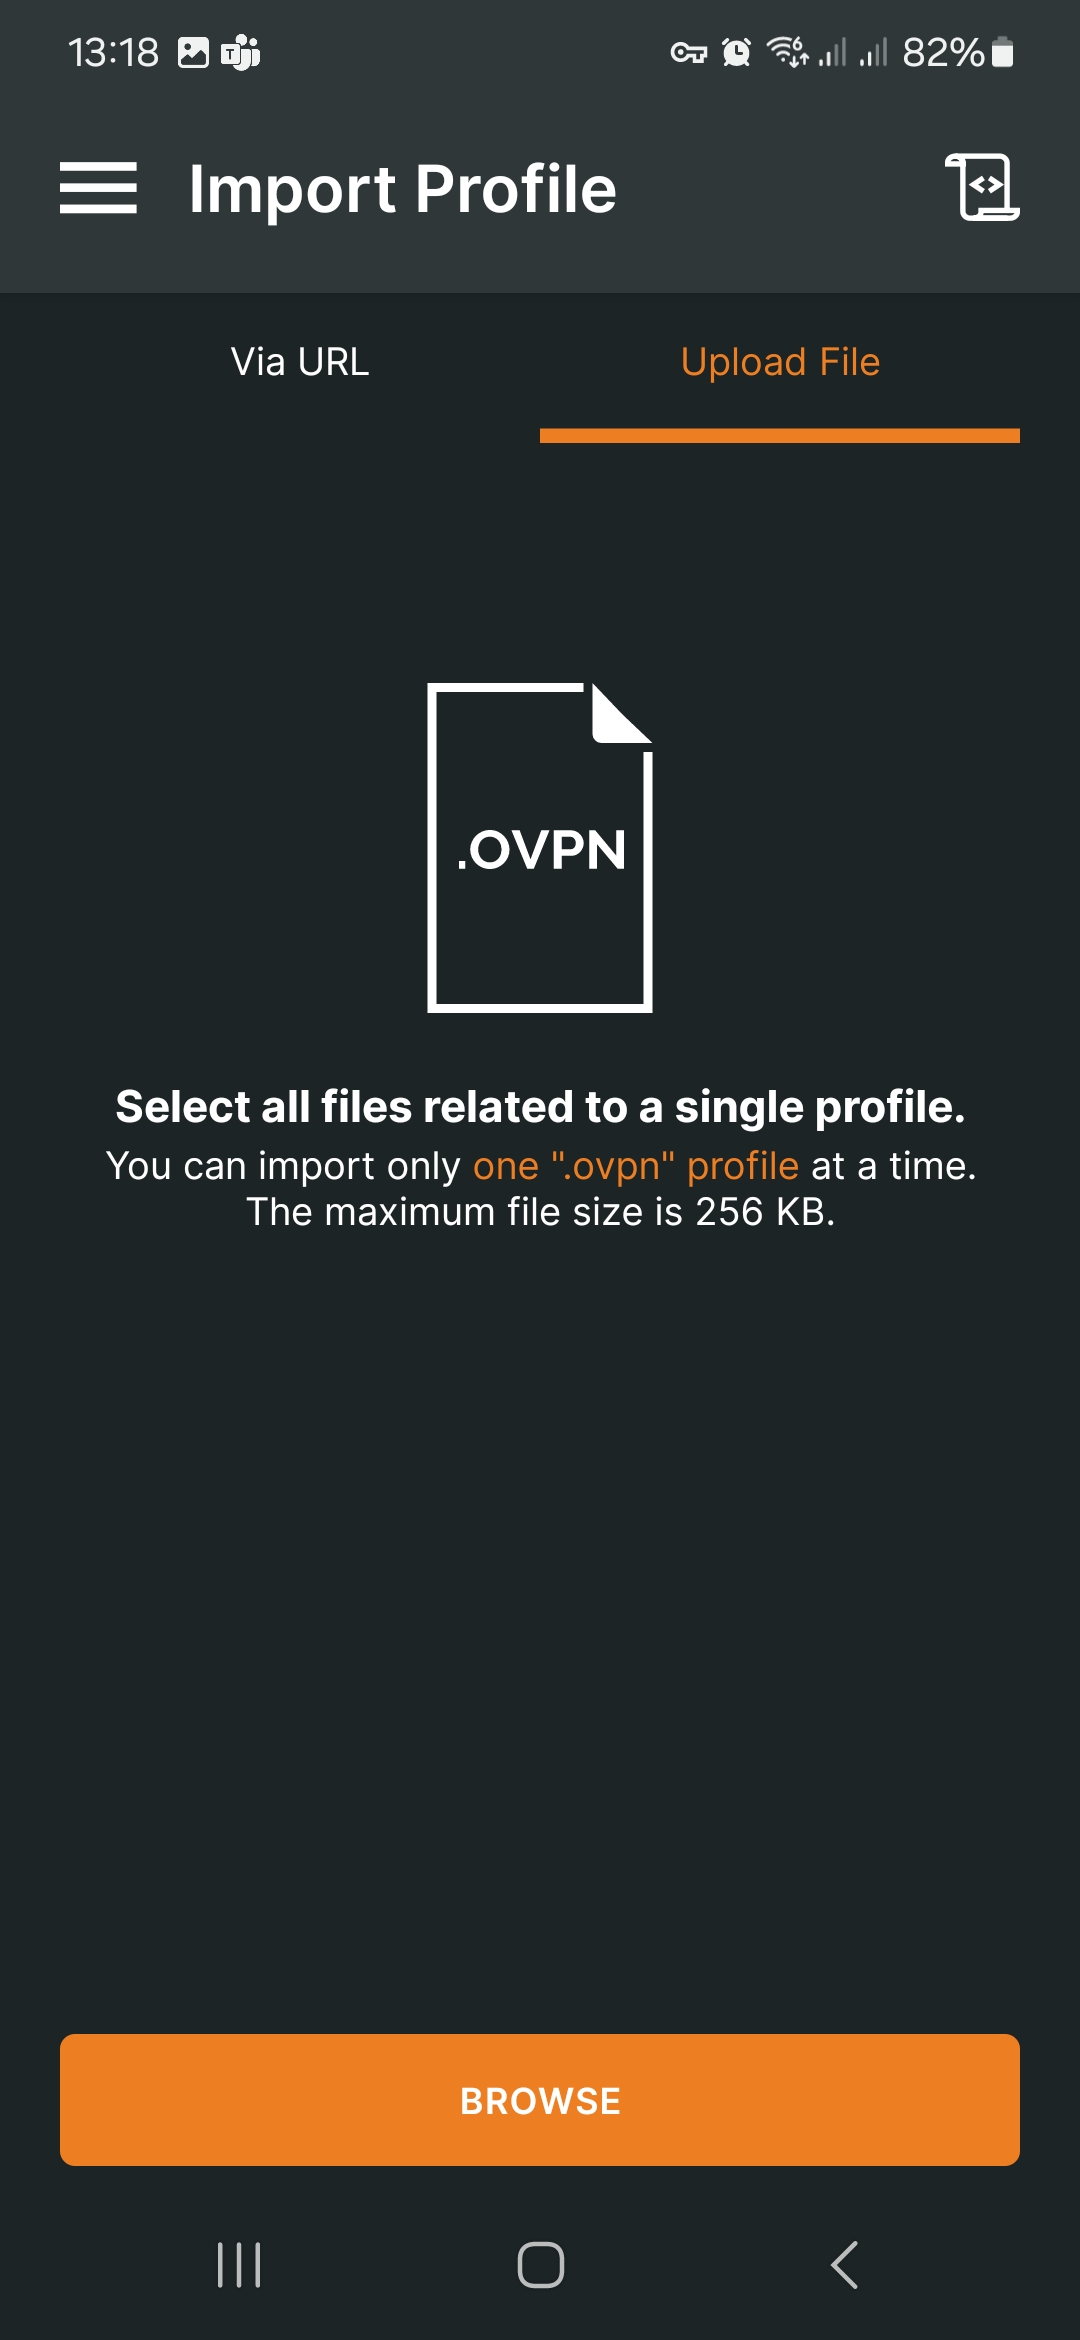 13:18 82%
Import Profile
Via URL Upload File
.OVPN
Select all files related to a single profile.
You can import only one ".ovpn" profile at a time.
The maximum file size is 256 KB.
BROWSE